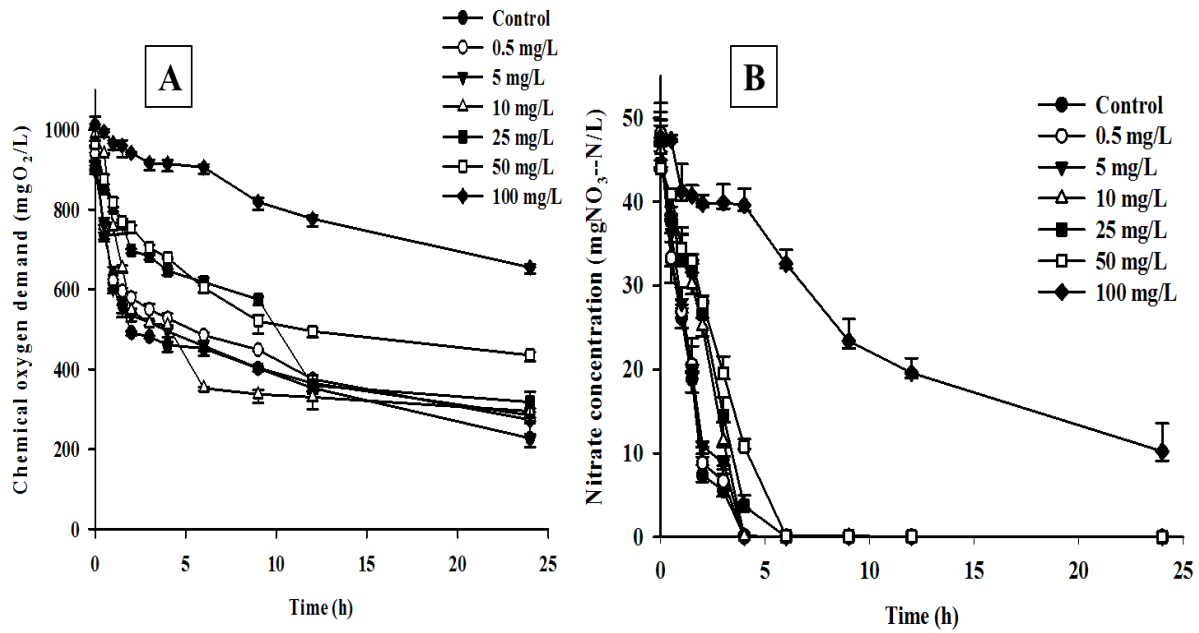 A
Control
0.5 mg/L
5 mg/L
10 mg/L
25 mg/L
50 mg/L
100 mg/L
Chemical oxygen demand (mgO₂/L)
1000
800
600
400
200
0
0
5
10
15
20
25
Time (h)
B
Control
0.5 mg/L
5 mg/L
10 mg/L
25 mg/L
50 mg/L
100 mg/L
Nitrate concentration (mgNO₃--N/L)
50
40
30
20
10
0
0
5
10
15
20
25
Time (h)